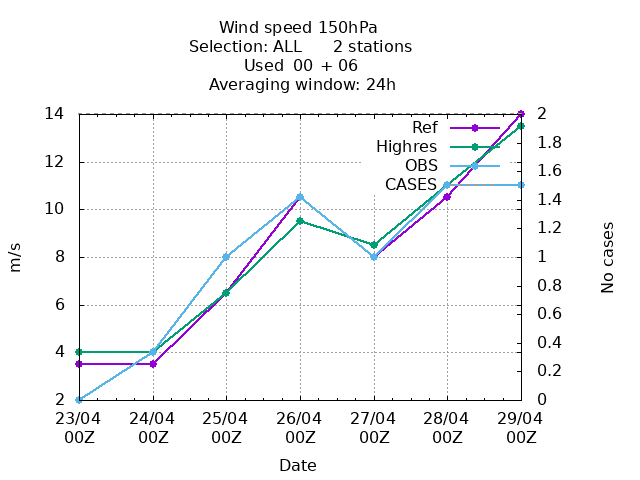 Wind speed 150hPa
Selection: ALL 2 stations
Used 00 + 06
Averaging window: 24h
14
12
10
8
6
4
2
m/s
Ref
Highres
OBS
CASES
2
1.8
1.6
1.4
1.2
1
0.8
0.6
0.4
0.2
0
No cases
23/04 24/04 25/04 26/04 27/04 28/04 29/04
00Z 00Z 00Z 00Z 00Z 00Z 00Z
Date